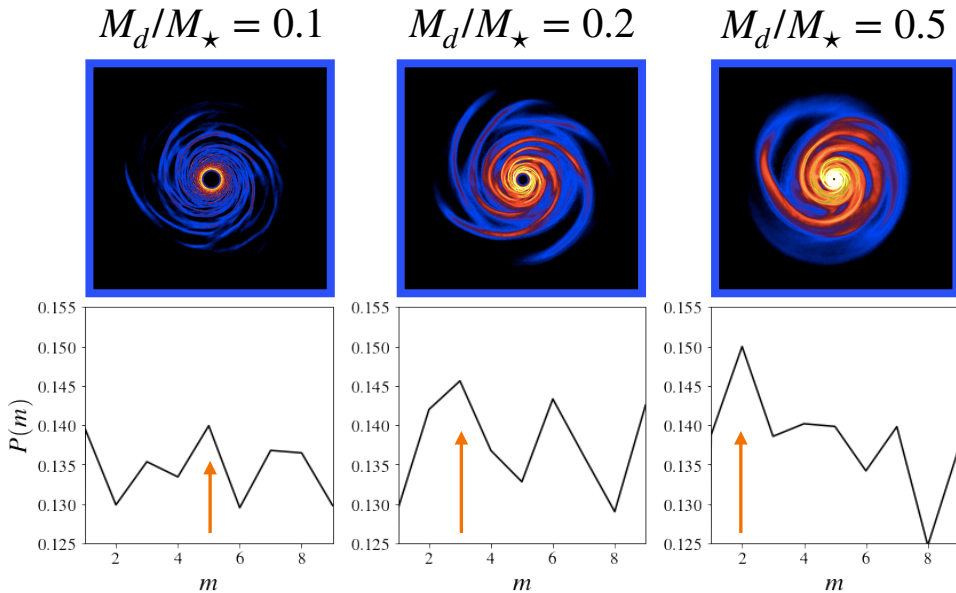 M_d/M_⋆ = 0.1 M_d/M_⋆ = 0.2 M_d/M_⋆ = 0.5
0.155 0.155 0.155
0.150 0.150 0.150
0.145 0.145 0.145
0.140 0.140 0.140
0.135 0.135 0.135
0.130 0.130 0.130
0.125 0.125 0.125
P(m)
2 4 6 8 2 4 6 8 2 4 6 8
m m m